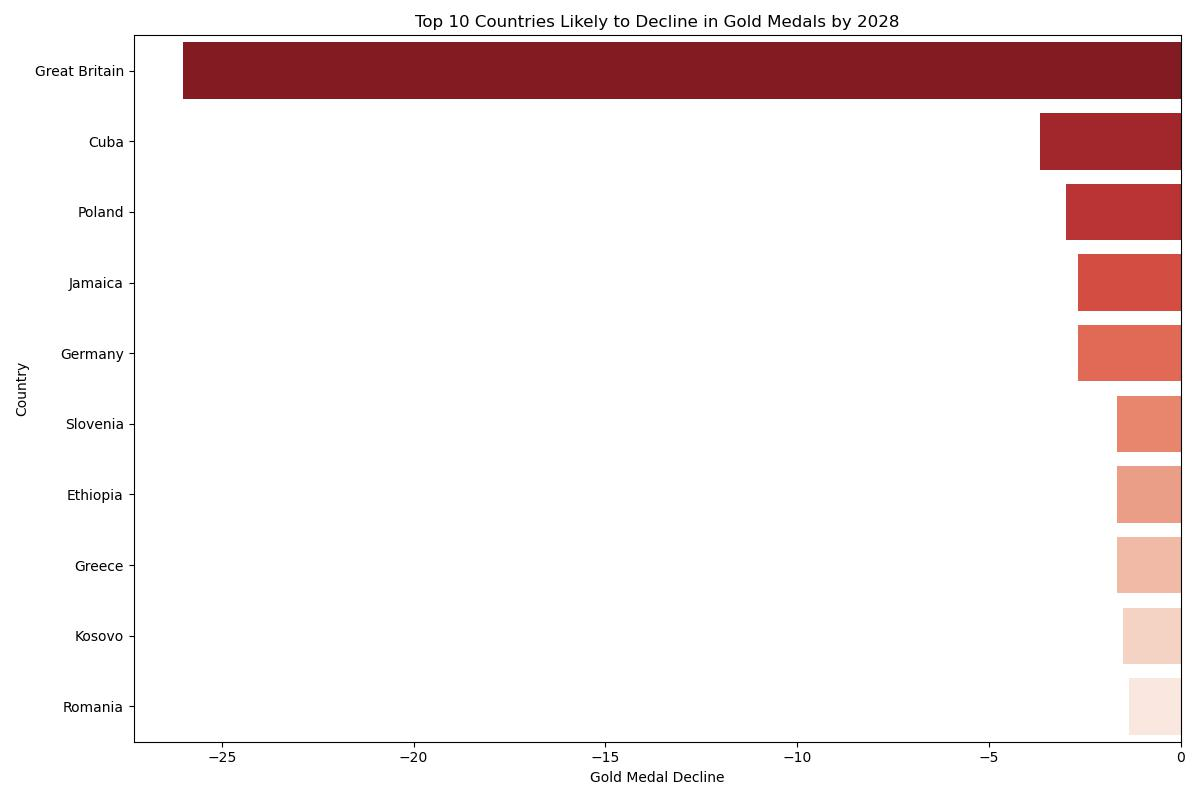 Top 10 Countries Likely to Decline in Gold Medals by 2028
Great Britain
Cuba
Poland
Jamaica
Germany
Slovenia
Ethiopia
Greece
Kosovo
Romania
Country
−25 −20 −15 −10 −5 0
Gold Medal Decline